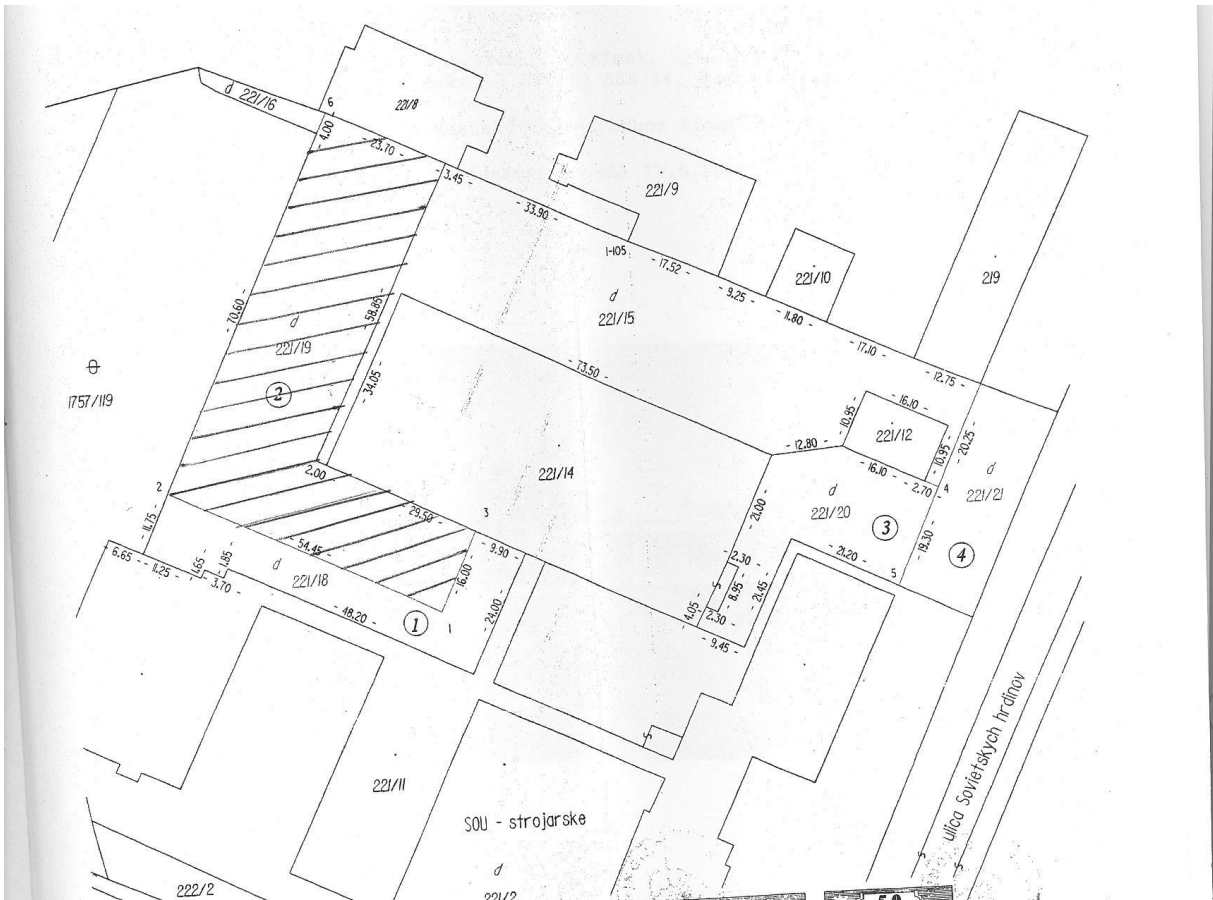 d 221/16
6
221/8
- 4.00 -
- 23.70 -
- 3.45 -
- 33.90 -
221/9
1-105
- 17.52 -
221/10
219
- 9.25 -
- 11.80 -
- 17.10 -
- 12.75 -
d
221/15
- 70.60 -
d
221/19
- 58.85 -
2
1757/119
- 34.05 -
- 73.50 -
- 16.10 -
- 10.95 -
221/12
- 10.95 -
- 20.25 -
- 12.80 -
- 16.10 -
- 2.70 -
4
d
221/21
221/14
2.00
2
- 29.50 -
3
- 21.00 -
d
221/20
3
- 19.30 -
4
- 11.75 -
- 54.45 -
- 9.90 -
- 21.20 -
5
- 6.65 -
- 11.25 -
- 1.65
- 1.85
- 3.70 -
d
221/18
- 16.00 -
- 2.30 -
S
- 8.95 -
- 21.45 -
- 2.30 -
- 4.05 -
- 9.45 -
- 48.20 -
1
1
- 24.00 -
S
221/11
SOU - strojarske
d
221/2
222/2
ulica Sovietskych hrdinov
S
S